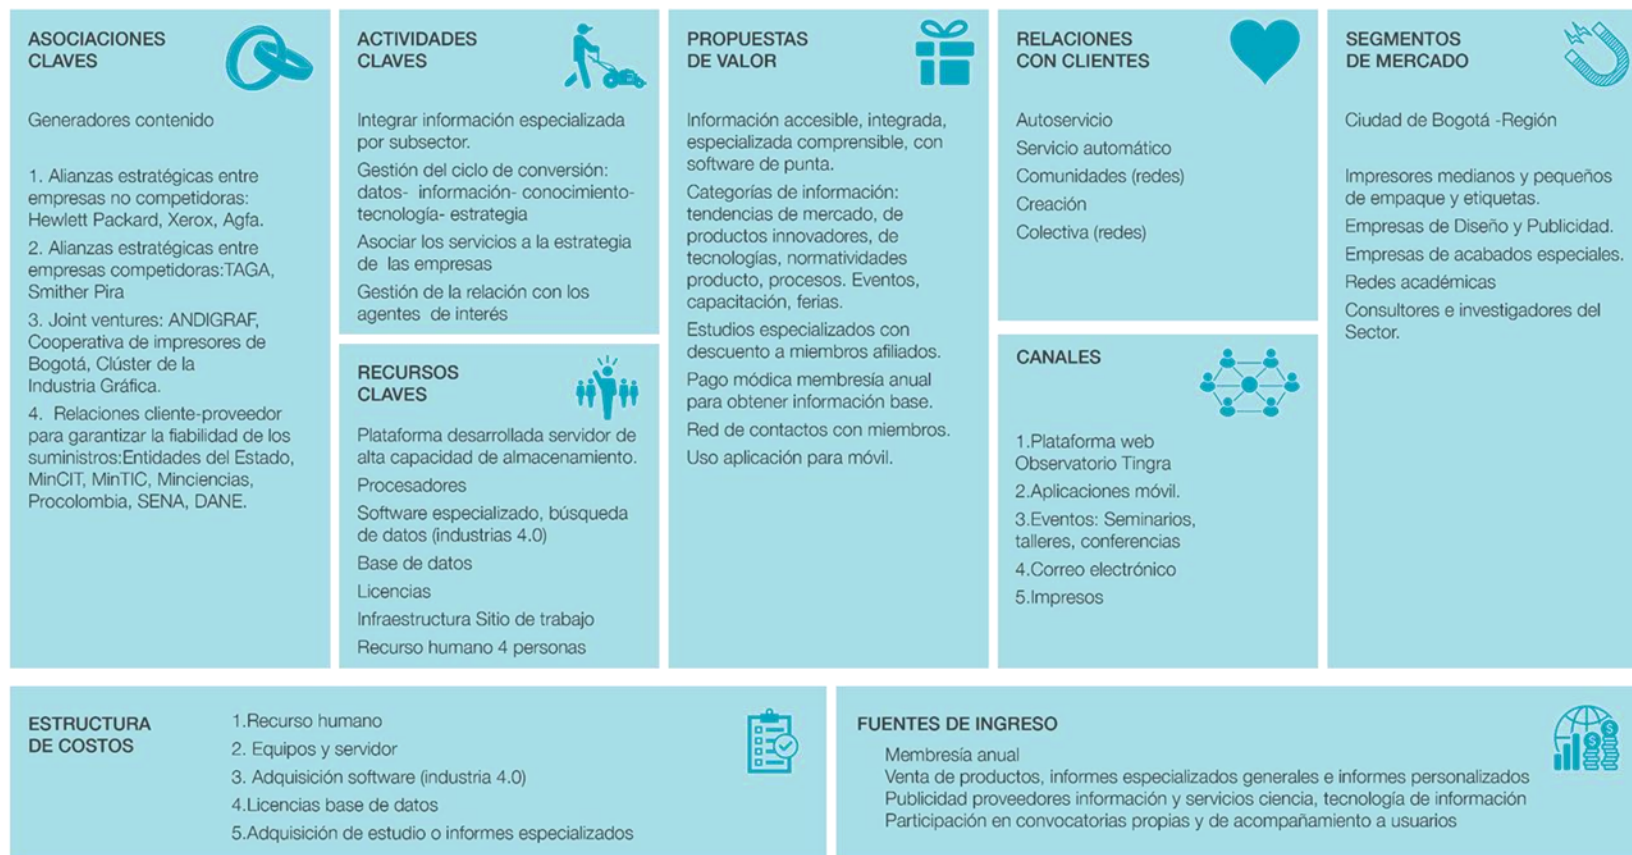 ASOCIACIONES
CLAVES
Generadores contenido
1. Alianzas estratégicas entre
empresas no competidoras:
Hewlett Packard, Xerox, Agfa.
2. Alianzas estratégicas entre
empresas competidoras:TAGA,
Smither Pira
3. Joint ventures: ANDIGRAF,
Cooperativa de impresores de
Bogotá, Clúster de la
Industria Gráfica.
4. Relaciones cliente-proveedor
para garantizar la fiabilidad de los
suministros:Entidades del Estado,
MinCIT, MinTIC, Minciencias,
Procolombia, SENA, DANE.
ACTIVIDADES
CLAVES
Integrar información especializada
por subsector.
Gestión del ciclo de conversión:
datos- información- conocimiento-
tecnología- estrategia
Asociar los servicios a la estrategia
de las empresas
Gestión de la relación con los
agentes de interés
RECURSOS
CLAVES
Plataforma desarrollada servidor de
alta capacidad de almacenamiento.
Procesadores
Software especializado, búsqueda
de datos (industrias 4.0)
Base de datos
Licencias
Infraestructura Sitio de trabajo
Recurso humano 4 personas
PROPUESTAS
DE VALOR
Información accesible, integrada,
especializada comprensible, con
software de punta.
Categorías de información:
tendencias de mercado, de
productos innovadores, de
tecnologías, normatividades
producto, procesos. Eventos,
capacitación, ferias.
Estudios especializados con
descuento a miembros afiliados.
Pago módica membresía anual
para obtener información base.
Red de contactos con miembros.
Uso aplicación para móvil.
RELACIONES
CON CLIENTES
Autoservicio
Servicio automático
Comunidades (redes)
Creación
Colectiva (redes)
CANALES
1.Plataforma web
Observatorio Tingra
2.Aplicaciones móvil.
3.Eventos: Seminarios,
talleres, conferencias
4.Correo electrónico
5.Impresos
SEGMENTOS
DE MERCADO
Ciudad de Bogotá -Región
Impresores medianos y pequeños
de empaque y etiquetas.
Empresas de Diseño y Publicidad.
Empresas de acabados especiales.
Redes académicas
Consultores e investigadores del
Sector.
ESTRUCTURA
DE COSTOS
1.Recurso humano
2. Equipos y servidor
3. Adquisición software (industria 4.0)
4.Licencias base de datos
5.Adquisición de estudio o informes especializados
FUENTES DE INGRESO
Membresía anual
Venta de productos, informes especializados generales e informes personalizados
Publicidad proveedores información y servicios ciencia, tecnología de información
Participación en convocatorias propias y de acompañamiento a usuarios